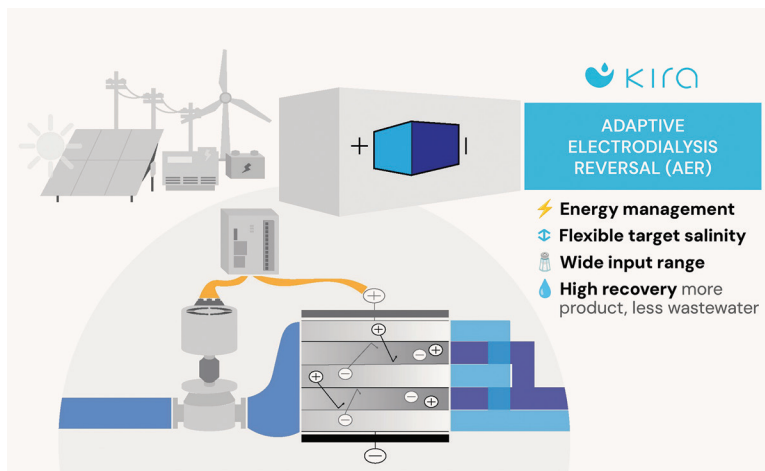 kira
ADAPTIVE
ELECTRODIALYSIS
REVERSAL (AER)
Energy management
Flexible target salinity
Wide input range
High recovery more
product, less wastewater